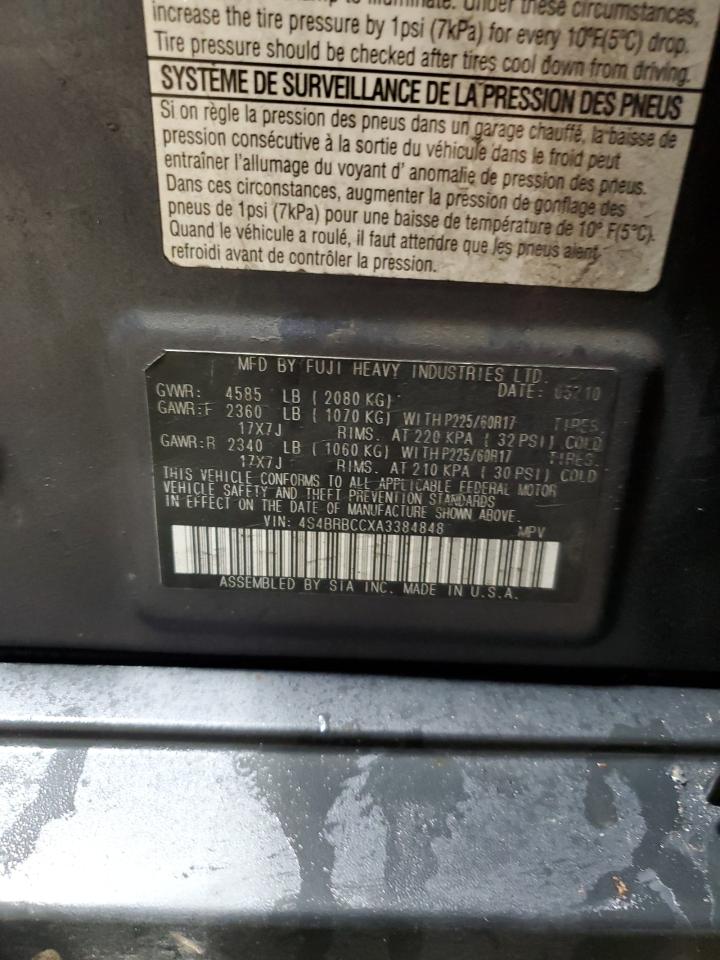 to illuminate. Under these circumstances,
increase the tire pressure by 1psi (7kPa) for every 10°F(5°C) drop.
Tire pressure should be checked after tires cool down from driving.
SYSTÈME DE SURVEILLANCE DE LA PRESSION DES PNEUS
Si on règle la pression des pneus dans un garage chauffé, la baisse de
pression consécutive à la sortie du véhicule dans le froid peut
entraîner l'allumage du voyant d' anomalie de pression des pneus.
Dans ces circonstances, augmenter la pression de gonflage des
pneus de 1psi (7kPa) pour une baisse de température de 10° F(5°C).
Quand le véhicule a roulé, il faut attendre que les pneus aient
refroidi avant de contrôler la pression.
MFD BY FUJI HEAVY INDUSTRIES LTD.
GVWR: 4585 LB (2080 KG) DATE: 05/10
GAWR:F 2360 LB (1070 KG) WITH P225/60R17 TIRES.
17X7J RIMS. AT 220 KPA (32 PSI) COLD
GAWR:R 2340 LB (1060 KG) WITH P225/60R17 TIRES.
17X7J RIMS. AT 210 KPA (30 PSI) COLD
THIS VEHICLE CONFORMS TO ALL APPLICABLE FEDERAL MOTOR
VEHICLE SAFETY AND THEFT PREVENTION STANDARDS
IN EFFECT ON THE DATE OF MANUFACTURE SHOWN ABOVE.
VIN: 4S4BRBCCXA3384848 MPV
ASSEMBLED BY SIA INC. MADE IN U.S.A.